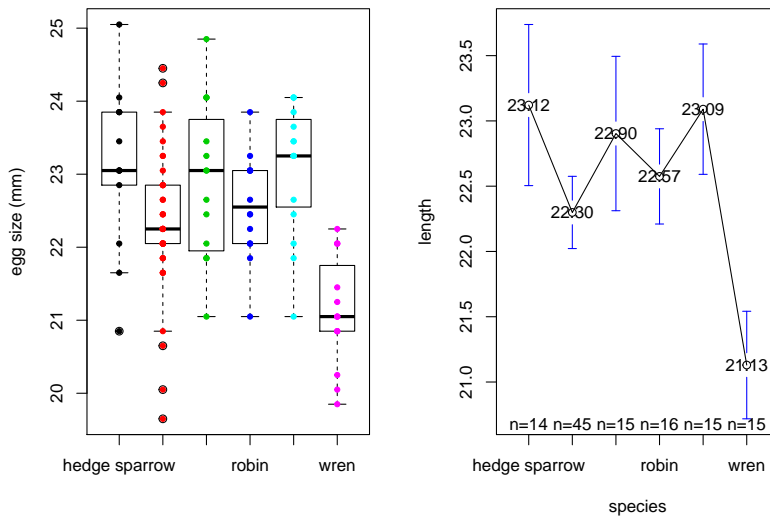 egg size (mm)
25
24
23
22
21
20
hedge sparrow
robin
wren
length
23.5
23.0
22.5
22.0
21.5
21.0
23.12
22.30
22.90
22.57
23.09
21.13
n=14
n=45
n=15
n=16
n=15
n=15
hedge sparrow
robin
wren
species